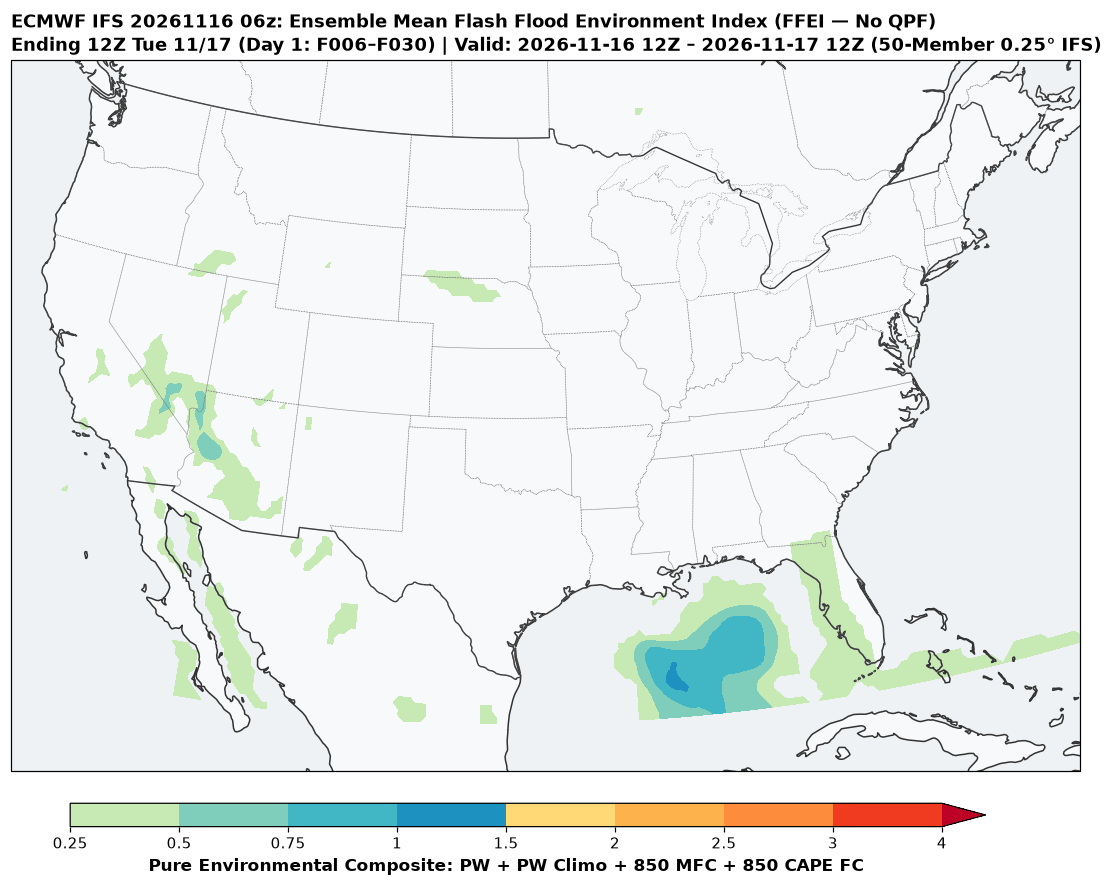 ECMWF IFS 20261116 06z: Ensemble Mean Flash Flood Environment Index (FFEI — No QPF)
Ending 12Z Tue 11/17 (Day 1: F006–F030) | Valid: 2026-11-16 12Z – 2026-11-17 12Z (50-Member 0.25° IFS)
0.25 0.5 0.75 1 1.5 2 2.5 3 4
Pure Environmental Composite: PW + PW Climo + 850 MFC + 850 CAPE FC